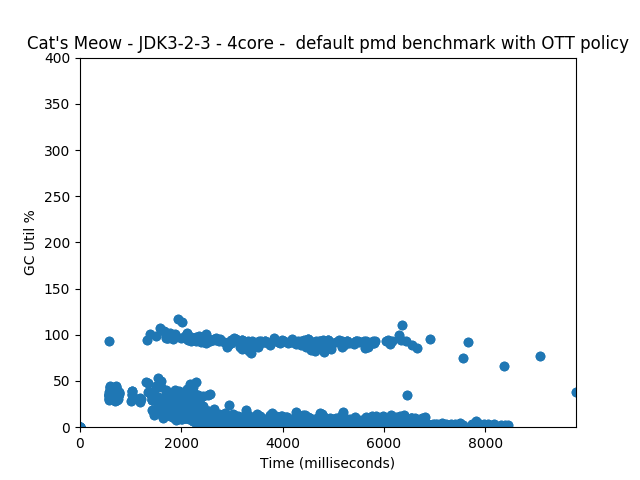 Cat's Meow - JDK3-2-3 - 4core -  default pmd benchmark with OTT policy
400
350
300
250
200
150
100
50
0
GC Util %
0 2000 4000 6000 8000
Time (milliseconds)